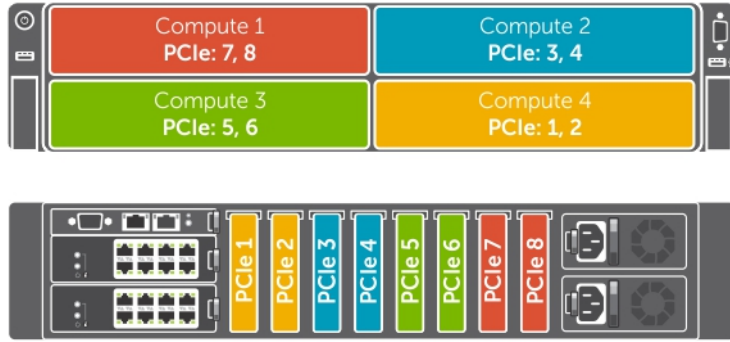 Compute 1
PCIe: 7, 8
Compute 2
PCIe: 3, 4
Compute 3
PCIe: 5, 6
Compute 4
PCIe: 1, 2
PCIe 1
PCIe 2
PCIe 3
PCIe 4
PCIe 5
PCIe 6
PCIe 7
PCIe 8